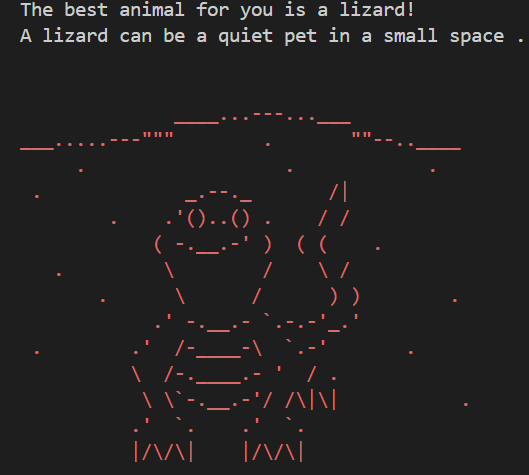 The best animal for you is a lizard!
A lizard can be a quiet pet in a small space .